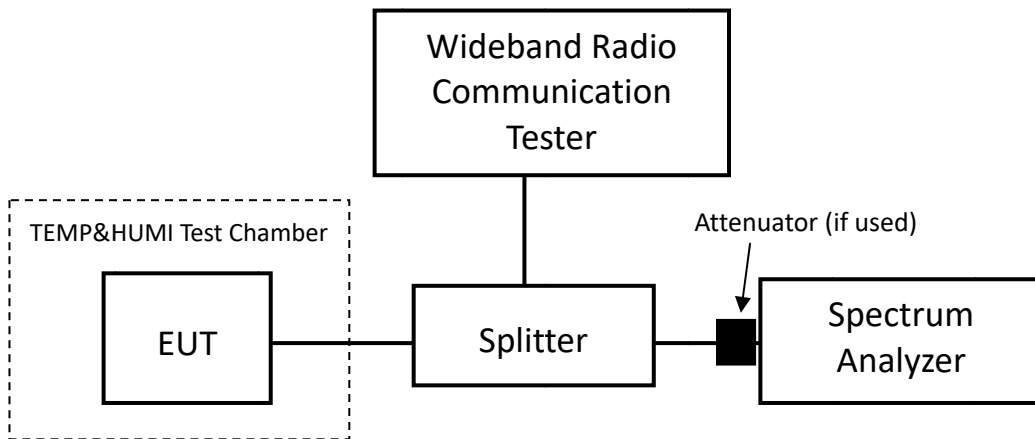 Wideband Radio
Communication
Tester
TEMP&HUMI Test Chamber
Attenuator (if used)
EUT
Splitter
Spectrum
Analyzer